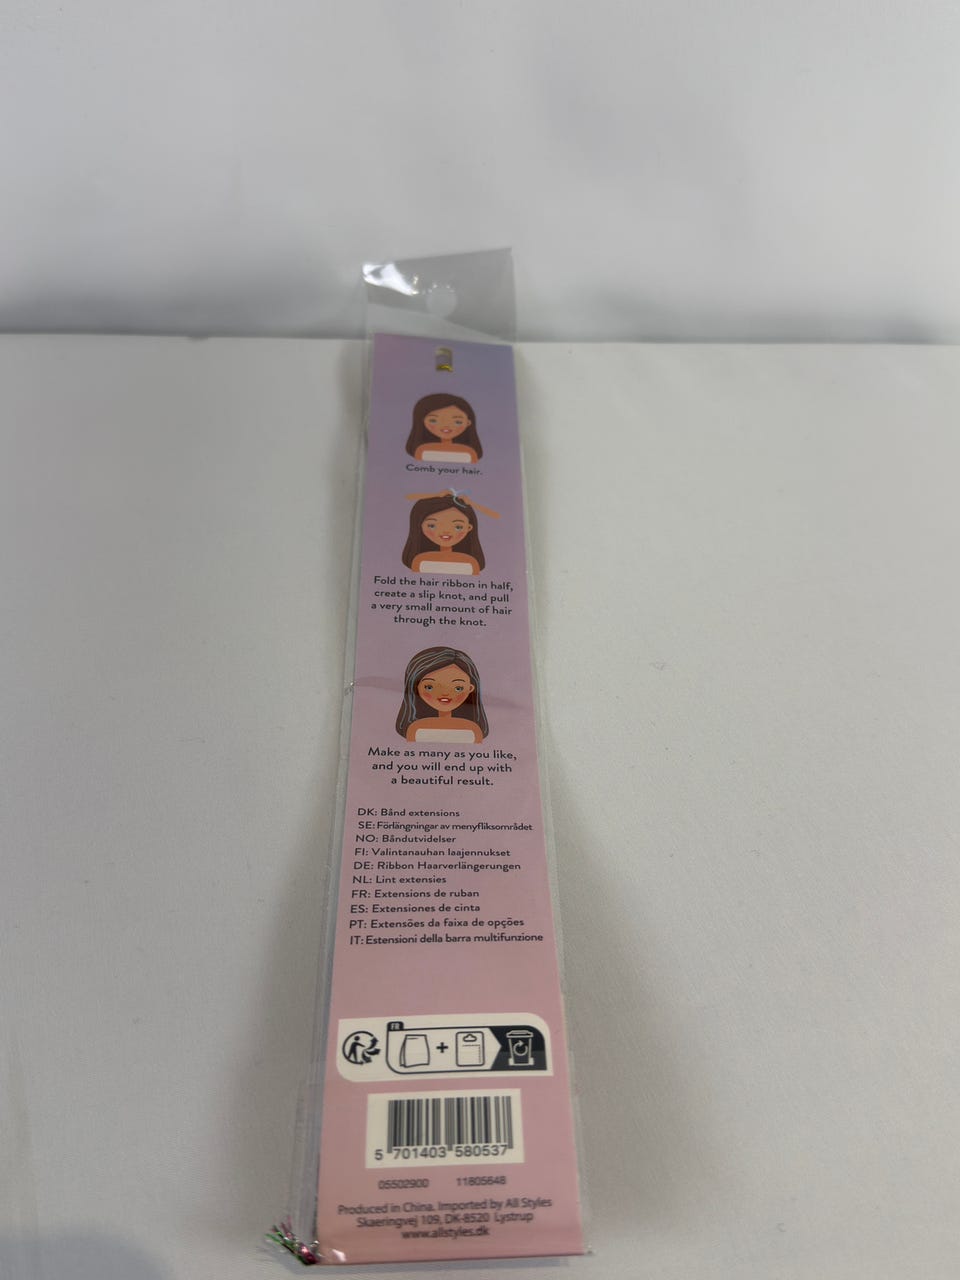 Comb your hair.
Fold the hair ribbon in half,
create a slip knot, and pull
a very small amount of hair
through the knot.
Make as many as you like,
and you will end up with
a beautiful result.
DK: Bånd extensions
SE: Förlängningar av menyfliksområdet
NO: Båndutvidelser
FI: Valintanauhan laajennukset
DE: Ribbon Haarverlängerungen
NL: Lint extensies
FR: Extensions de ruban
ES: Extensiones de cinta
PT: Extensões da faixa de opções
IT: Estensioni della barra multifunzione
FR
5 701403 580537
05502900 11805648
Produced in China. Imported by All Styles
Skaeringvej 109, DK-8520 Lystrup
www.allstyles.dk